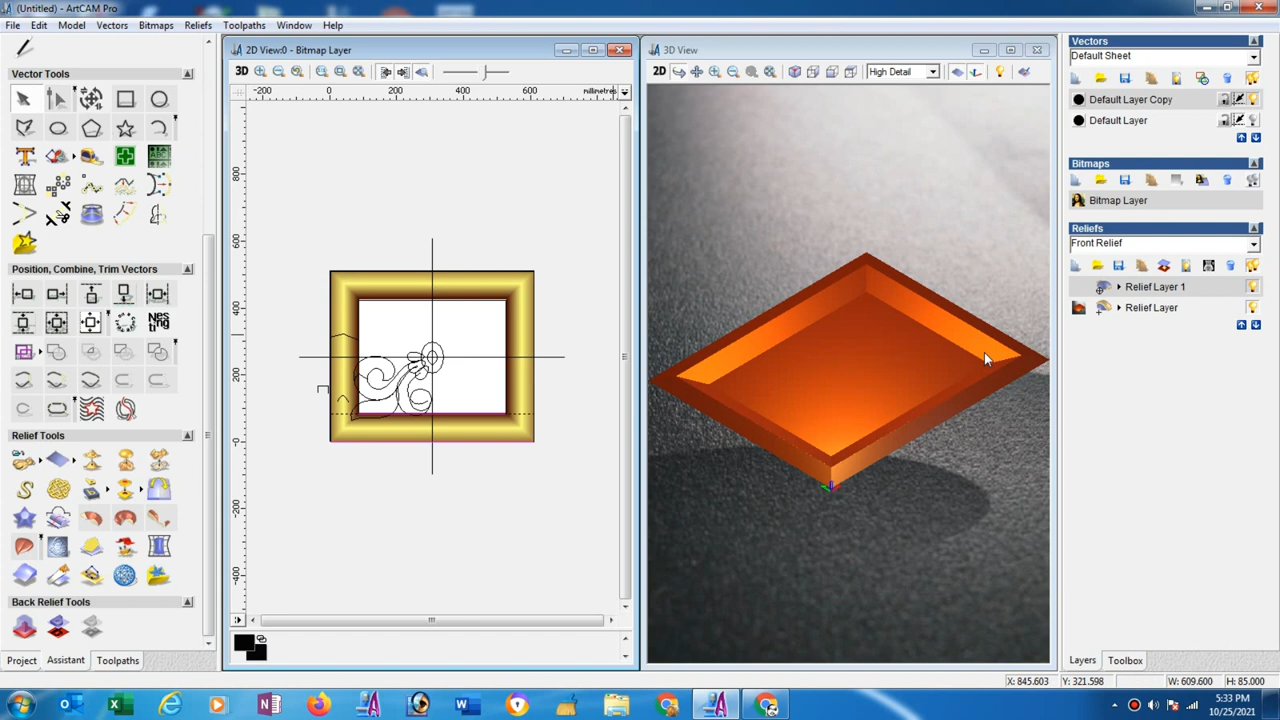 (Untitled) - ArtCAM Pro
File Edit Model Vectors Bitmaps Reliefs Toolpaths Window Help
Vector Tools
Position, Combine, Trim Vectors
Relief Tools
Back Relief Tools
Project Assistant Toolpaths
2D View:0 - Bitmap Layer
3D
-200 0 200 400 600 millimetres
800
600
400
200
-0
-200
-400
3D View
2D High Detail
Vectors
Default Sheet
Default Layer Copy
Default Layer
Bitmaps
Bitmap Layer
Reliefs
Front Relief
Relief Layer 1
Relief Layer
Layers Toolbox
X: 845.603 Y: 321.598 W: 609.600 H: 85.000
5:33 PM
10/25/2021